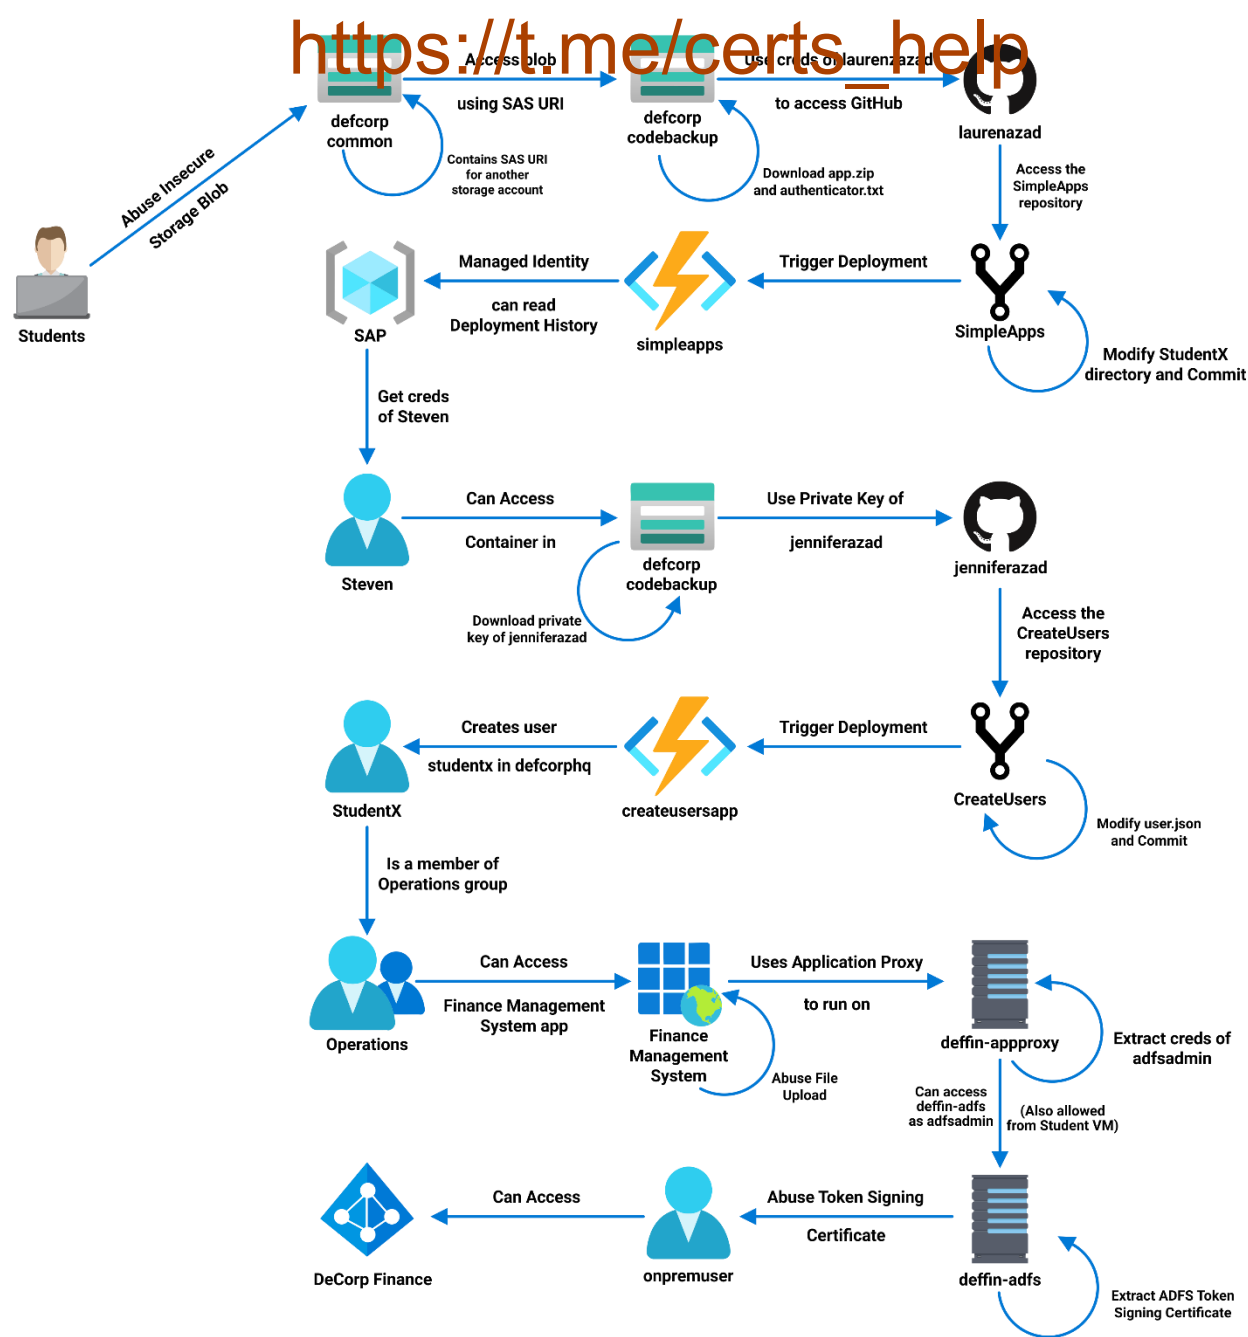 https://t.me/certs_help
Access blob
using SAS URI
Use creds of laurenzazad
to access GitHub
defcorp
common
defcorp
codebackup
laurenazad
Contains SAS URI
for another
storage account
Download app.zip
and authenticator.txt
Access the
SimpleApps
repository
Abuse Insecure
Storage Blob
Students
Managed Identity
can read
Deployment History
Trigger Deployment
SAP
simpleapps
SimpleApps
Modify StudentX
directory and Commit
Get creds
of Steven
Can Access
Container in
Use Private Key of
jenniferazad
Steven
defcorp
codebackup
jenniferazad
Download private
key of jenniferazad
Access the
CreateUsers
repository
Creates user
studentx in defcorphq
Trigger Deployment
StudentX
createusersapp
CreateUsers
Modify user.json
and Commit
Is a member of
Operations group
Can Access
Finance Management
System app
Uses Application Proxy
to run on
Operations
Finance
Management
System
deffin-appproxy
Extract creds of
adfsadmin
Abuse File
Upload
Can access
deffin-adfs
as adfsadmin
(Also allowed
from Student VM)
Can Access
Abuse Token Signing
Certificate
DeCorp Finance
onpremuser
deffin-adfs
Extract ADFS Token
Signing Certificate